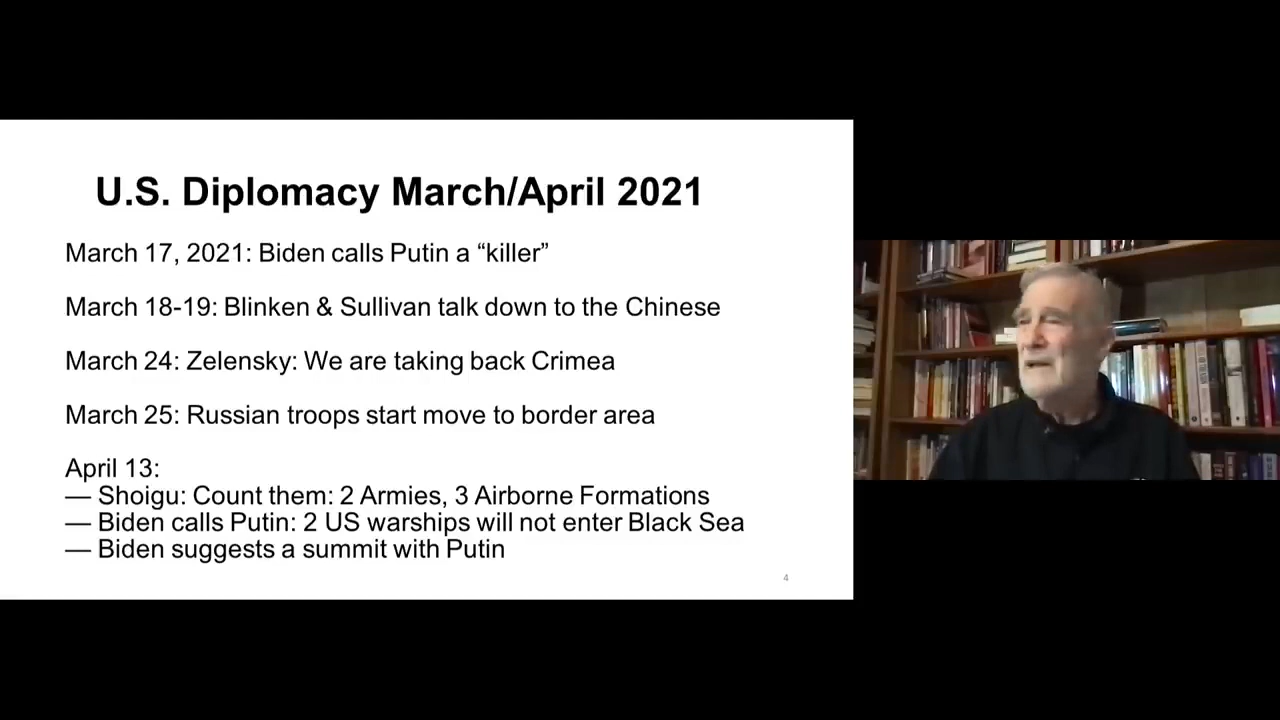 U.S. Diplomacy March/April 2021
March 17, 2021: Biden calls Putin a “killer”
March 18-19: Blinken & Sullivan talk down to the Chinese
March 24: Zelensky: We are taking back Crimea
March 25: Russian troops start move to border area
April 13:
— Shoigu: Count them: 2 Armies, 3 Airborne Formations
— Biden calls Putin: 2 US warships will not enter Black Sea
— Biden suggests a summit with Putin
4